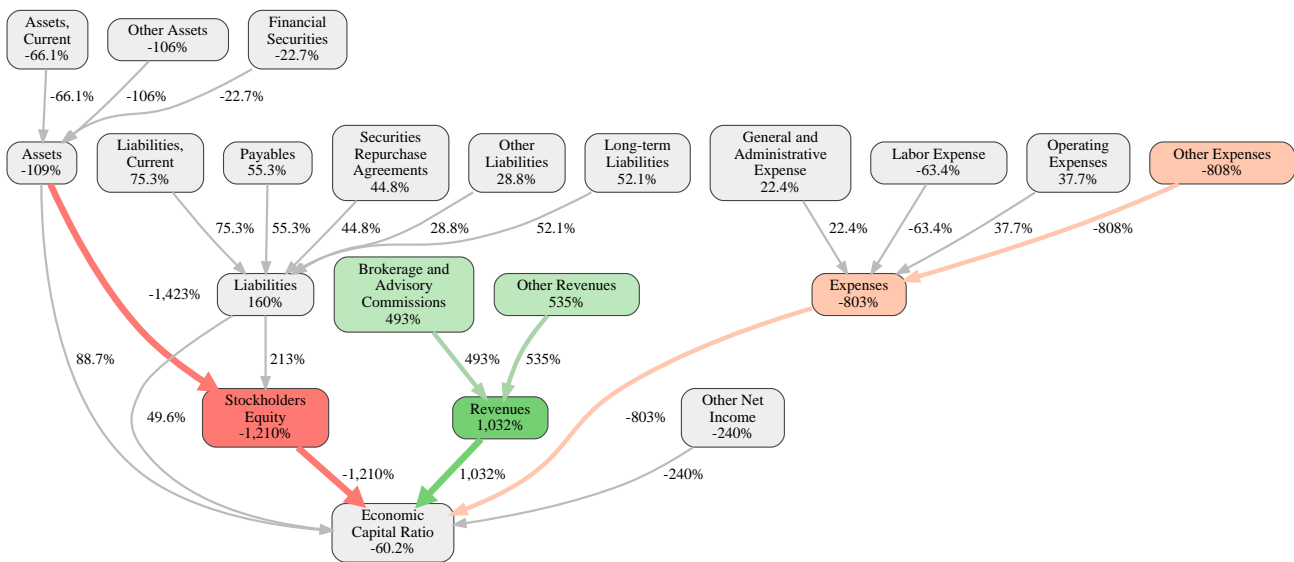 Assets,
Current
-66.1%
Other Assets
-106%
Financial
Securities
-22.7%
-66.1%
-106%
-22.7%
Assets
-109%
Liabilities,
Current
75.3%
Payables
55.3%
Securities
Repurchase
Agreements
44.8%
Other
Liabilities
28.8%
Long-term
Liabilities
52.1%
General and
Administrative
Expense
22.4%
Labor Expense
-63.4%
Operating
Expenses
37.7%
Other Expenses
-808%
75.3%
55.3%
44.8%
28.8%
52.1%
22.4%
-63.4%
37.7%
-808%
-1,423%
Liabilities
160%
Brokerage and
Advisory
Commissions
493%
Other Revenues
535%
Expenses
-803%
88.7%
213%
493%
535%
49.6%
Stockholders
Equity
-1,210%
Revenues
1,032%
-803%
Other Net
Income
-240%
-1,210%
1,032%
-240%
Economic
Capital Ratio
-60.2%